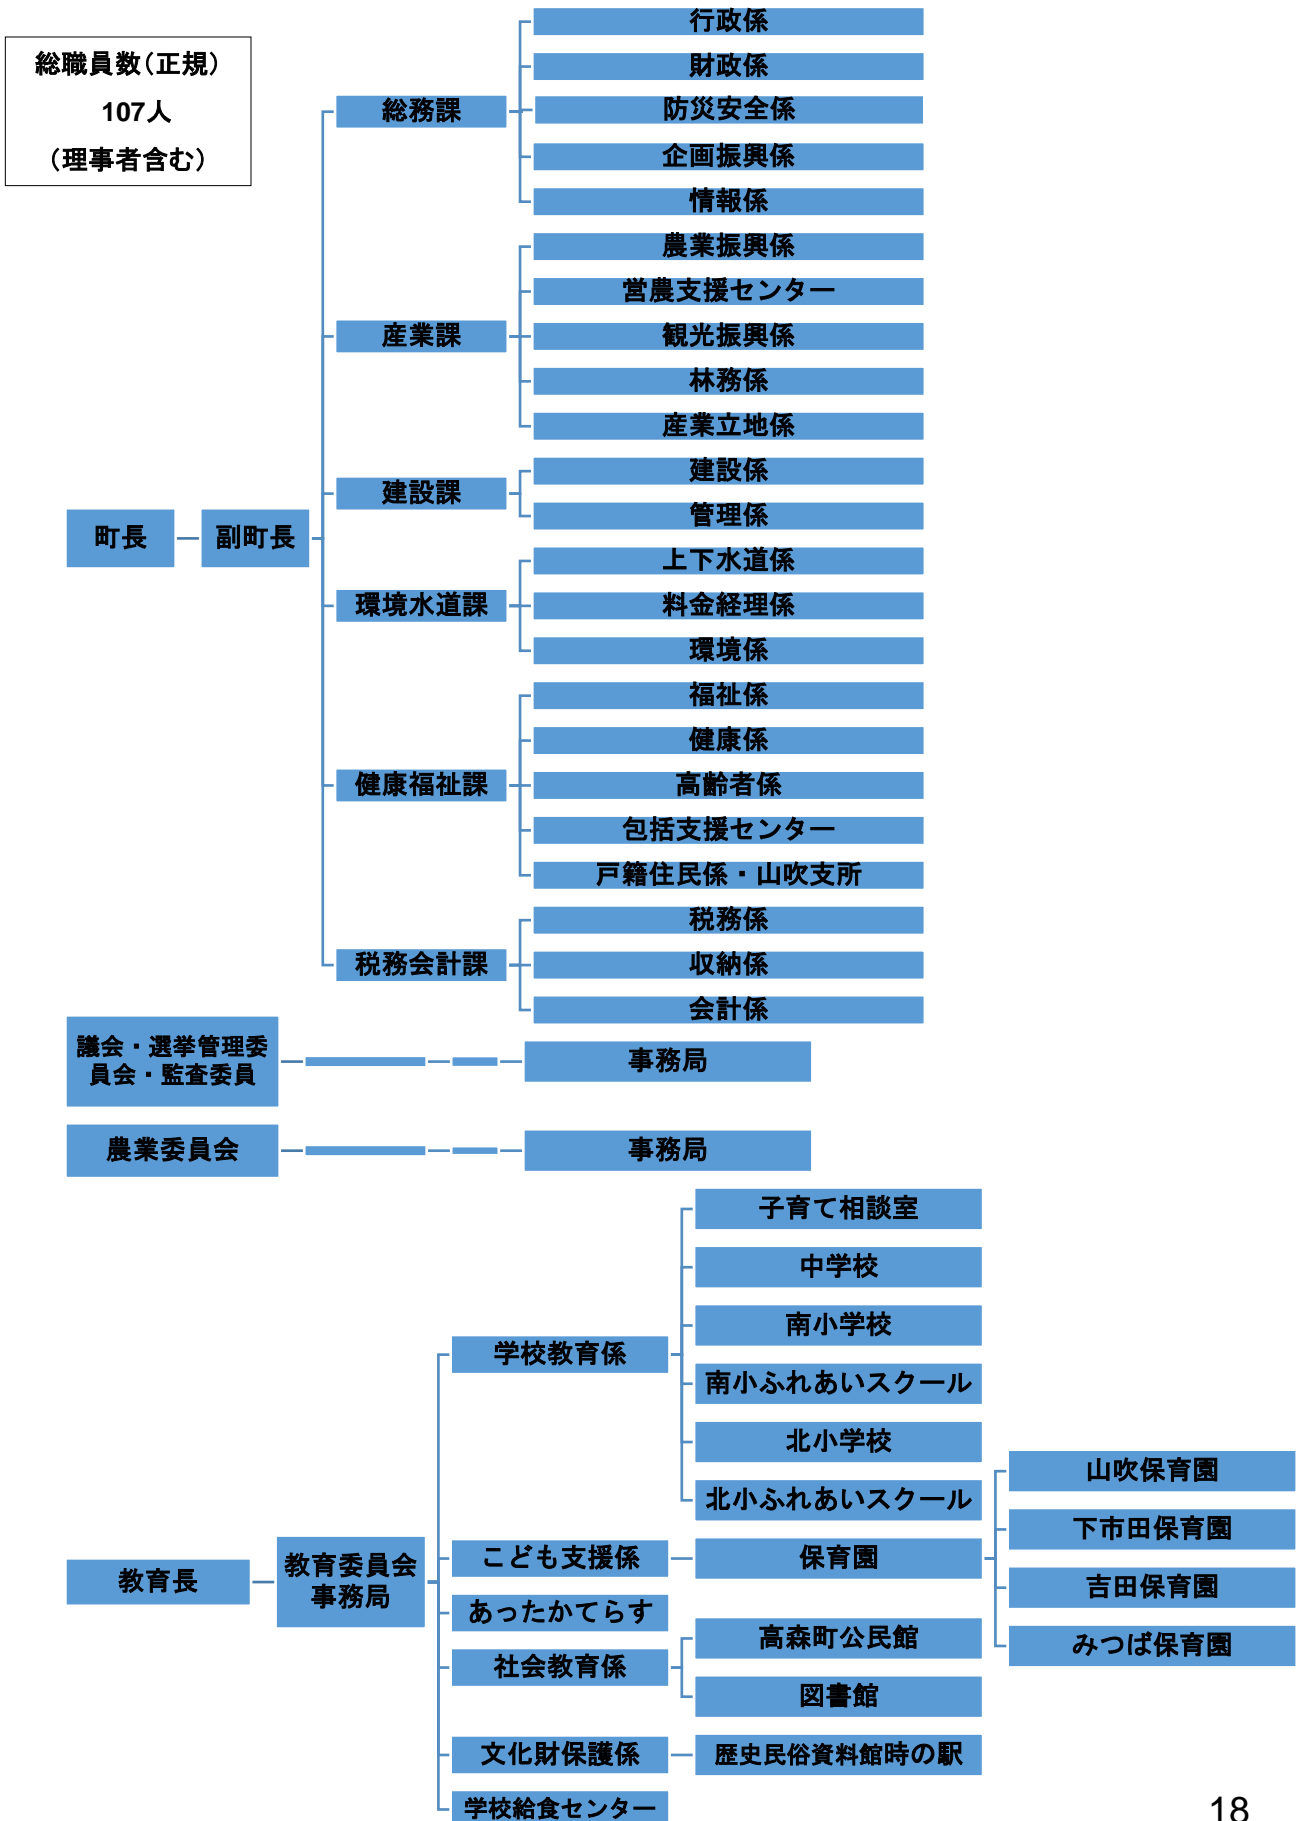 総職員数（正規）
107人
（理事者含む）
町長
副町長
総務課
行政係
財政係
防災安全係
企画振興係
情報係
産業課
農業振興係
営農支援センター
観光振興係
林務係
産業立地係
建設課
建設係
管理係
環境水道課
上下水道係
料金経理係
環境係
健康福祉課
福祉係
健康係
高齢者係
包括支援センター
戸籍住民係・山吹支所
税務会計課
税務係
収納係
会計係
議会・選挙管理委
員会・監査委員
事務局
農業委員会
事務局
教育長
教育委員会
事務局
学校教育係
子育て相談室
中学校
南小学校
南小ふれあいスクール
北小学校
北小ふれあいスクール
こども支援係
保育園
山吹保育園
下市田保育園
吉田保育園
みつば保育園
あったかてらす
社会教育係
高森町公民館
図書館
文化財保護係
歴史民俗資料館時の駅
学校給食センター
18